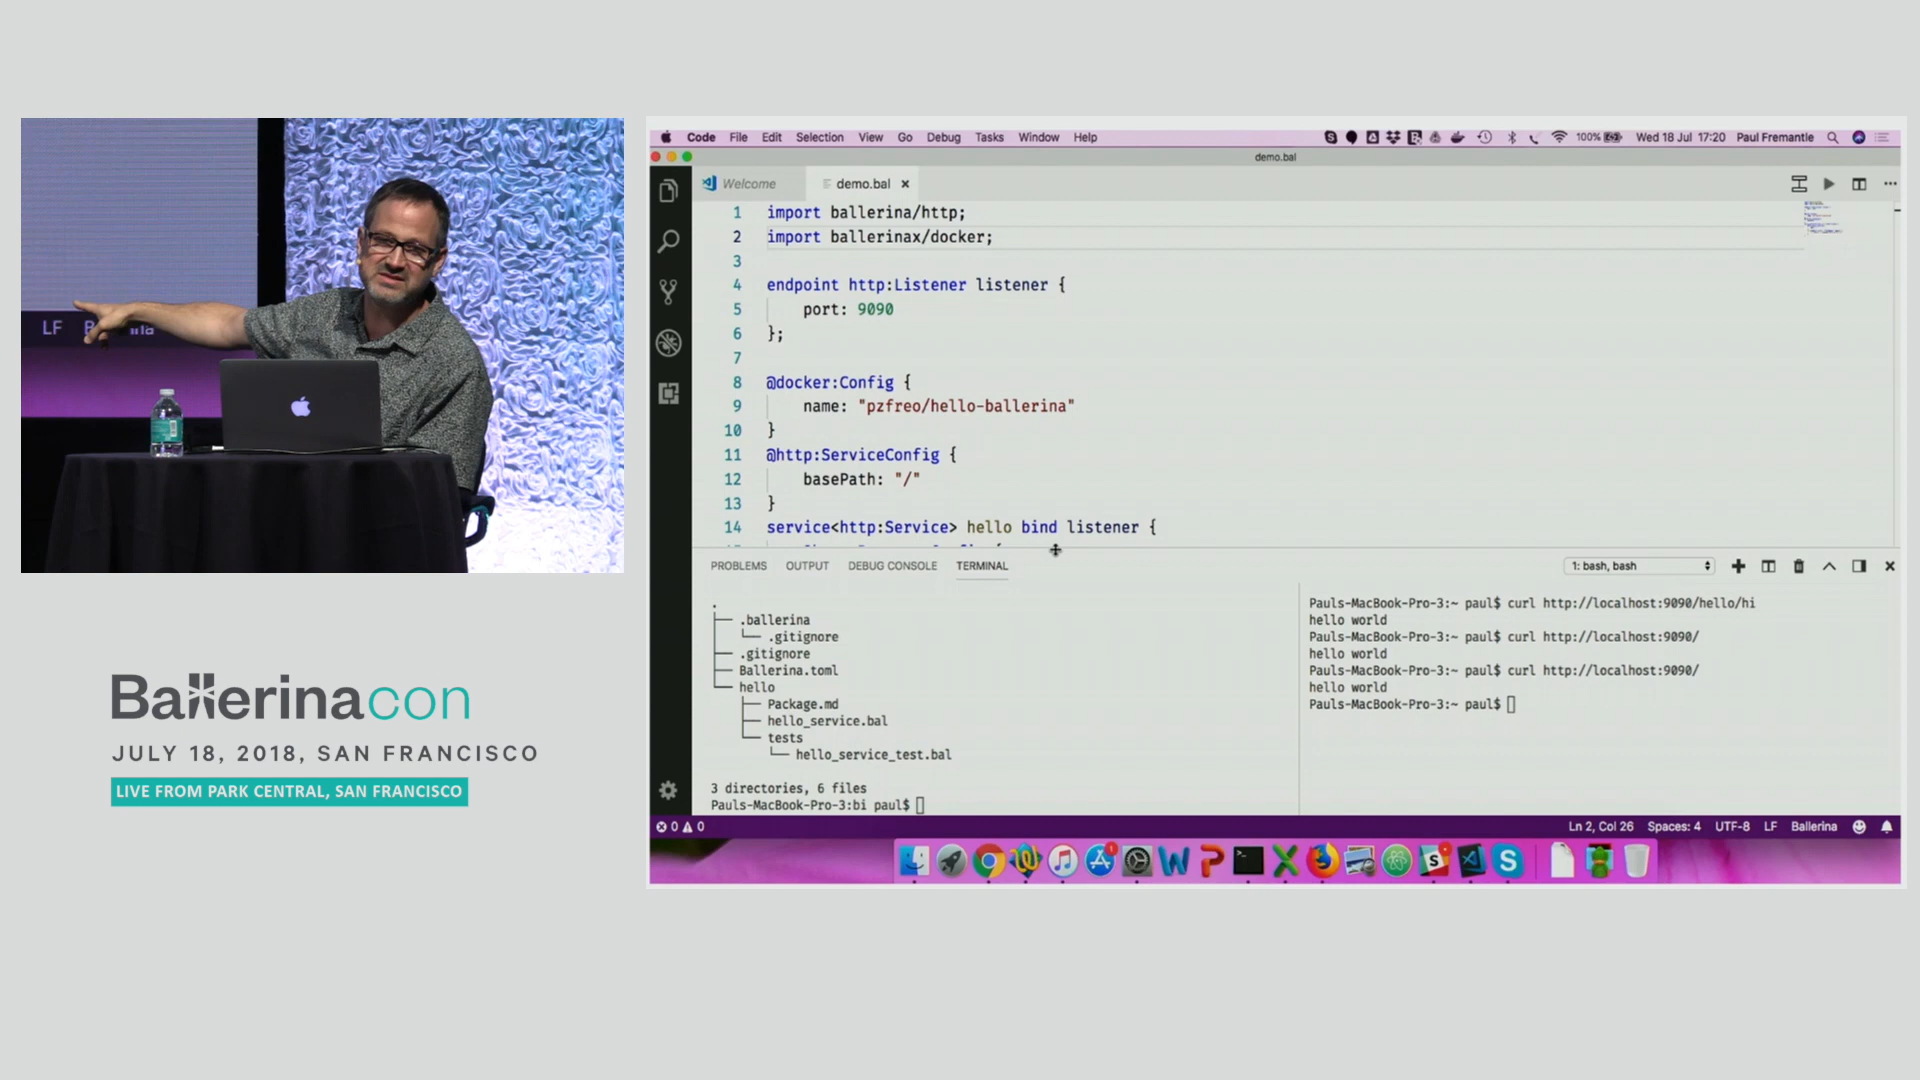 LF
Ballerinacon
JULY 18, 2018, SAN FRANCISCO
LIVE FROM PARK CENTRAL, SAN FRANCISCO
Code File Edit Selection View Go Debug Tasks Window Help 100% Wed 18 Jul 17:20 Paul Fremantle
demo.bal
Welcome demo.bal
1 import ballerina/http;
2 import ballerinax/docker;
3
4 endpoint http:Listener listener {
5 port: 9090
6 };
7
8 @docker:Config {
9 name: "pzfreo/hello-ballerina"
10 }
11 @http:ServiceConfig {
12 basePath: "/"
13 }
14 service<http:Service> hello bind listener {
PROBLEMS OUTPUT DEBUG CONSOLE TERMINAL 1: bash, bash
.
├── .ballerina
│   └── .gitignore
├── .gitignore
├── Ballerina.toml
└── hello
├── Package.md
├── hello_service.bal
└── tests
└── hello_service_test.bal
3 directories, 6 files
Pauls-MacBook-Pro-3:bi paul$
Pauls-MacBook-Pro-3:~ paul$ curl http://localhost:9090/hello/hi
hello world
Pauls-MacBook-Pro-3:~ paul$ curl http://localhost:9090/
hello world
Pauls-MacBook-Pro-3:~ paul$ curl http://localhost:9090/
hello world
Pauls-MacBook-Pro-3:~ paul$
0 0 Ln 2, Col 26 Spaces: 4 UTF-8 LF Ballerina